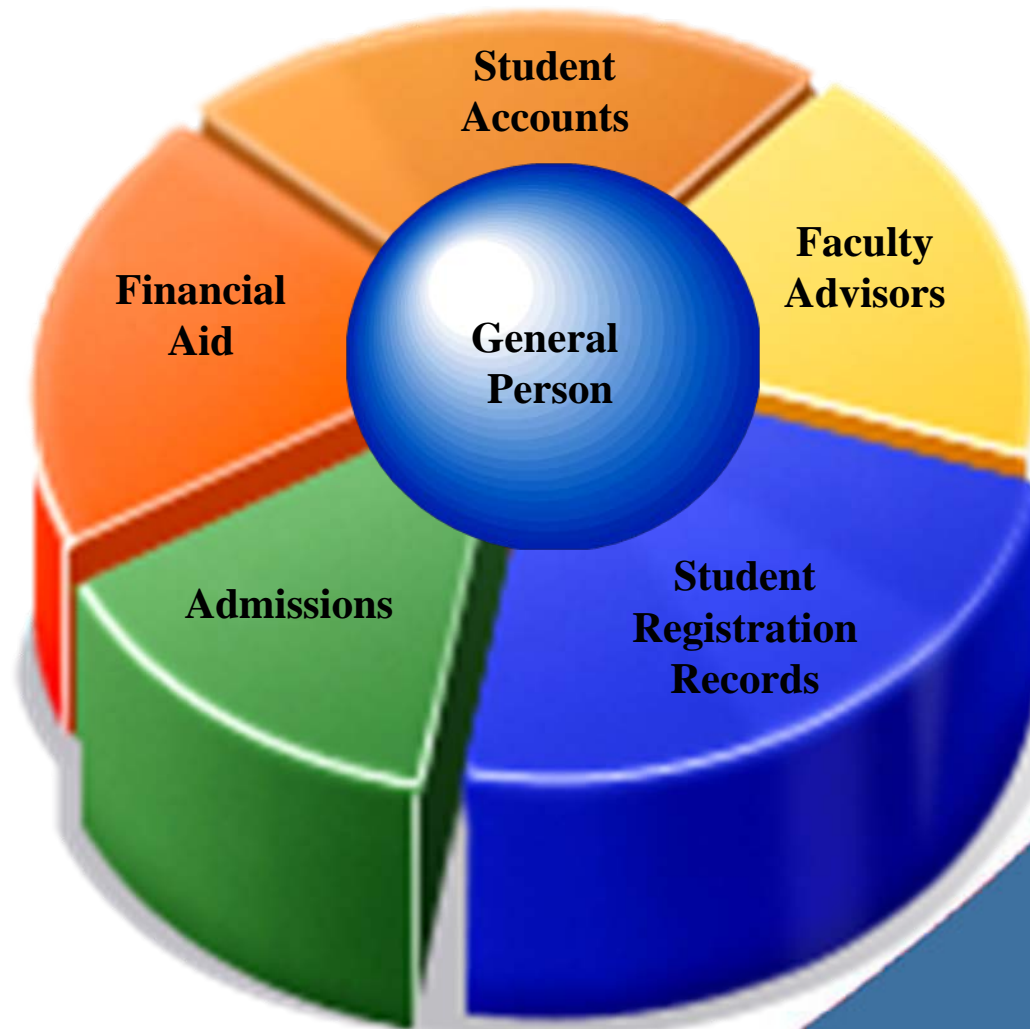 Student
Accounts
Faculty
Advisors
Financial
Aid
General
Person
Admissions
Student
Registration
Records